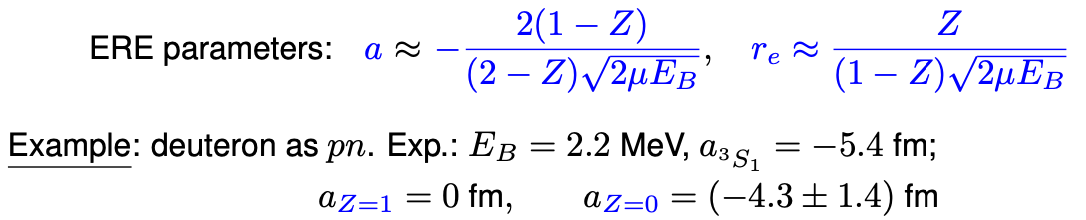 ERE parameters: a ≈ − 2(1 − Z) / (2 − Z)√2μE_B, r_e ≈ Z / (1 − Z)√2μE_B
Example: deuteron as pn. Exp.: E_B = 2.2 MeV, a_{³S₁} = −5.4 fm;
a_{Z=1} = 0 fm, a_{Z=0} = (−4.3 ± 1.4) fm